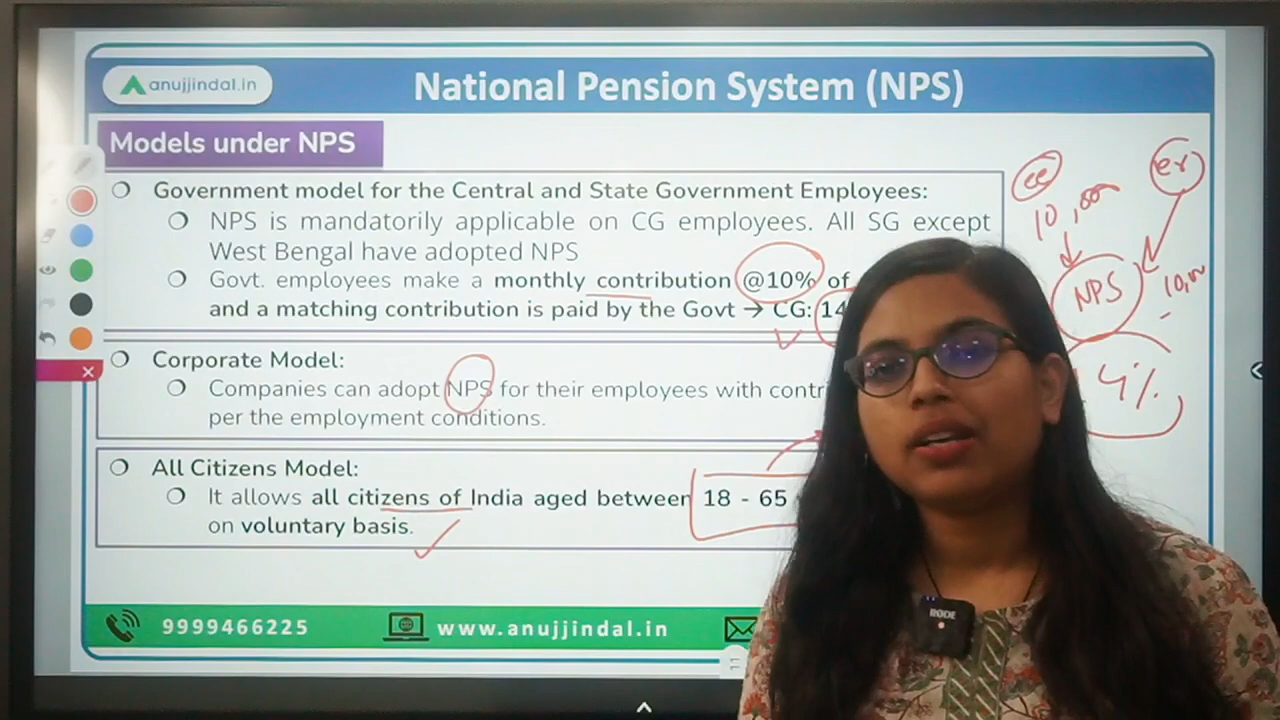 anujjindal.in
National Pension System (NPS)
Models under NPS
Government model for the Central and State Government Employees:
NPS is mandatorily applicable on CG employees. All SG except
West Bengal have adopted NPS
Govt. employees make a monthly contribution @10% of
and a matching contribution is paid by the Govt → CG: 14
Corporate Model:
Companies can adopt NPS for their employees with contr
per the employment conditions.
All Citizens Model:
It allows all citizens of India aged between 18 - 65
on voluntary basis.
ee
er
10,000
NPS
4%
9999466225
www.anujjindal.in
11
RØDE